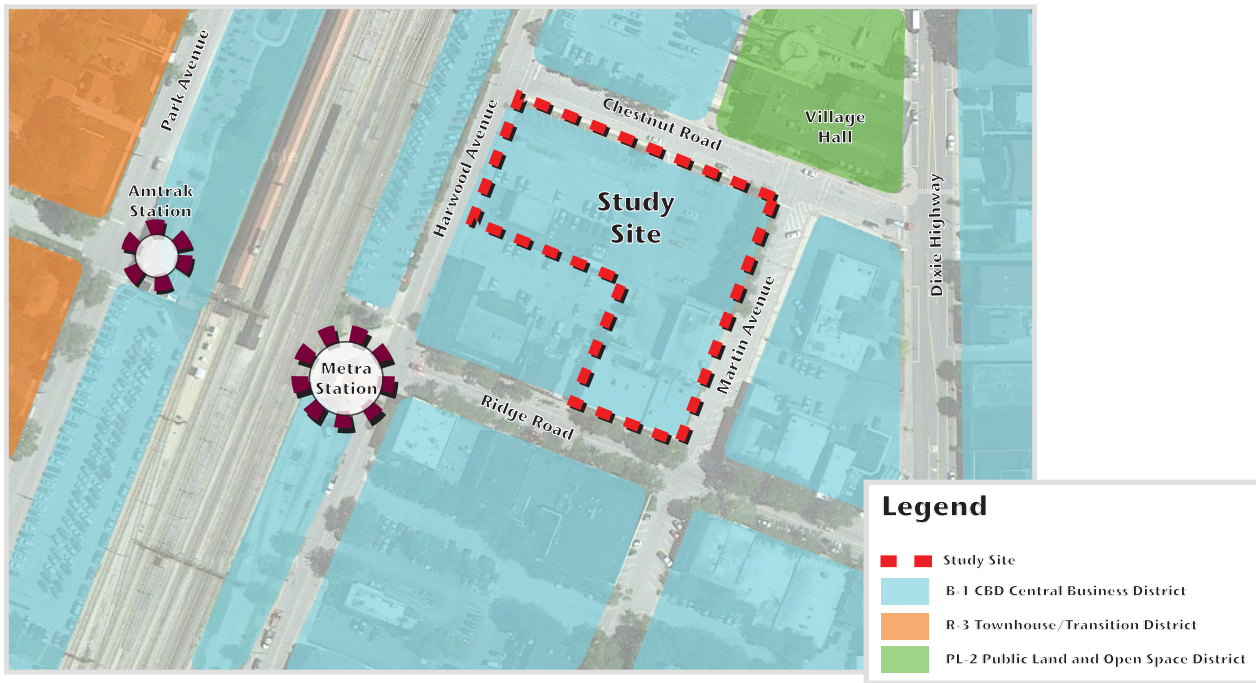 Park Avenue
Amtrak
Station
Harwood Avenue
Chestnut Road
Village
Hall
Study
Site
Dixie Highway
Martin Avenue
Metra
Station
Ridge Road
Legend
Study Site
B-1 CBD Central Business District
R-3 Townhouse/Transition District
PL-2 Public Land and Open Space District